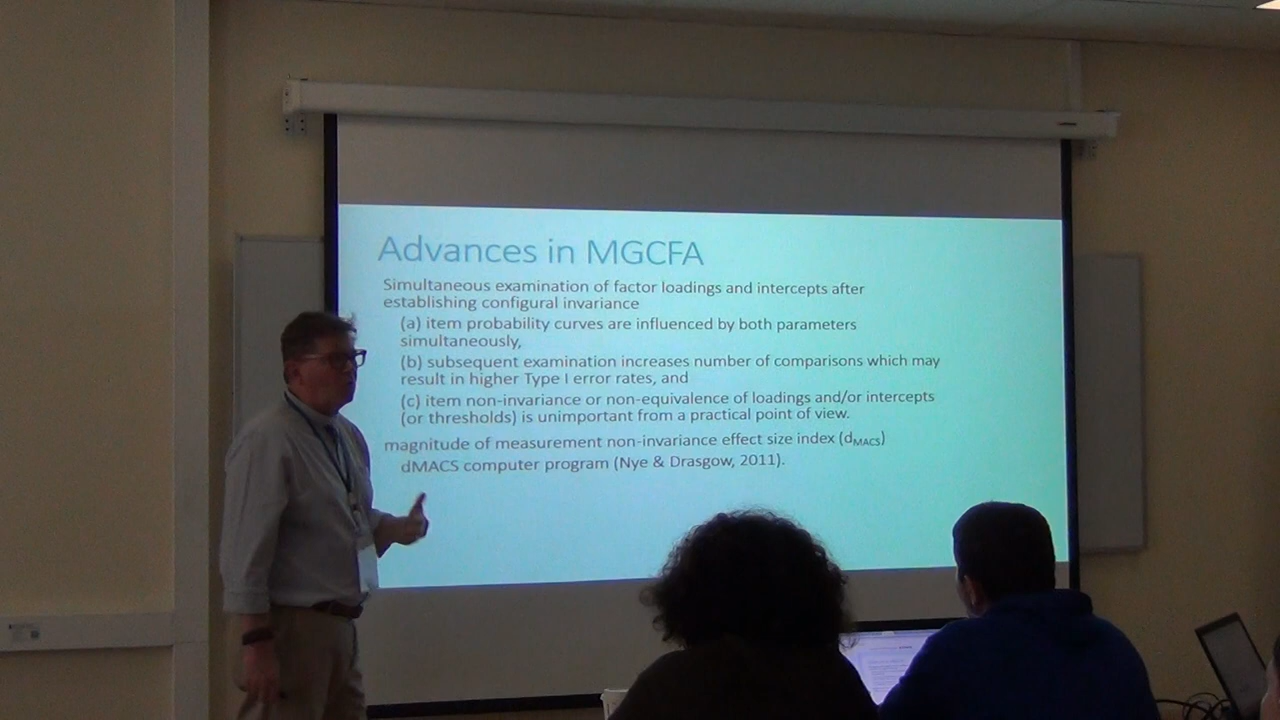 Advances in MGCFA
Simultaneous examination of factor loadings and intercepts after
establishing configural invariance
(a) item probability curves are influenced by both parameters
simultaneously,
(b) subsequent examination increases number of comparisons which may
result in higher Type I error rates, and
(c) item non-invariance or non-equivalence of loadings and/or intercepts
(or thresholds) is unimportant from a practical point of view.
magnitude of measurement non-invariance effect size index (dMACS)
dMACS computer program (Nye & Drasgow, 2011).